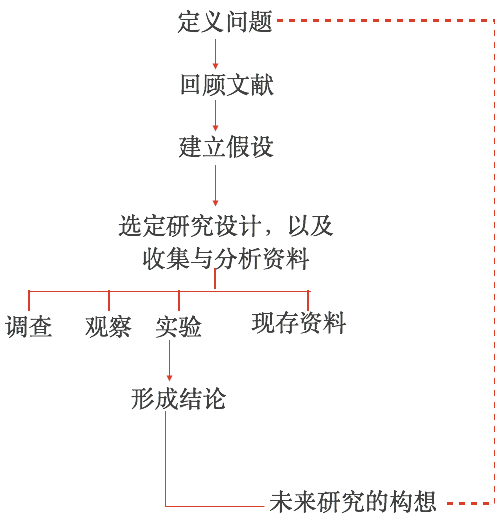 定义问题
回顾文献
建立假设
选定研究设计，以及
收集与分析资料
调查 观察 实验 现存资料
形成结论
未来研究的构想